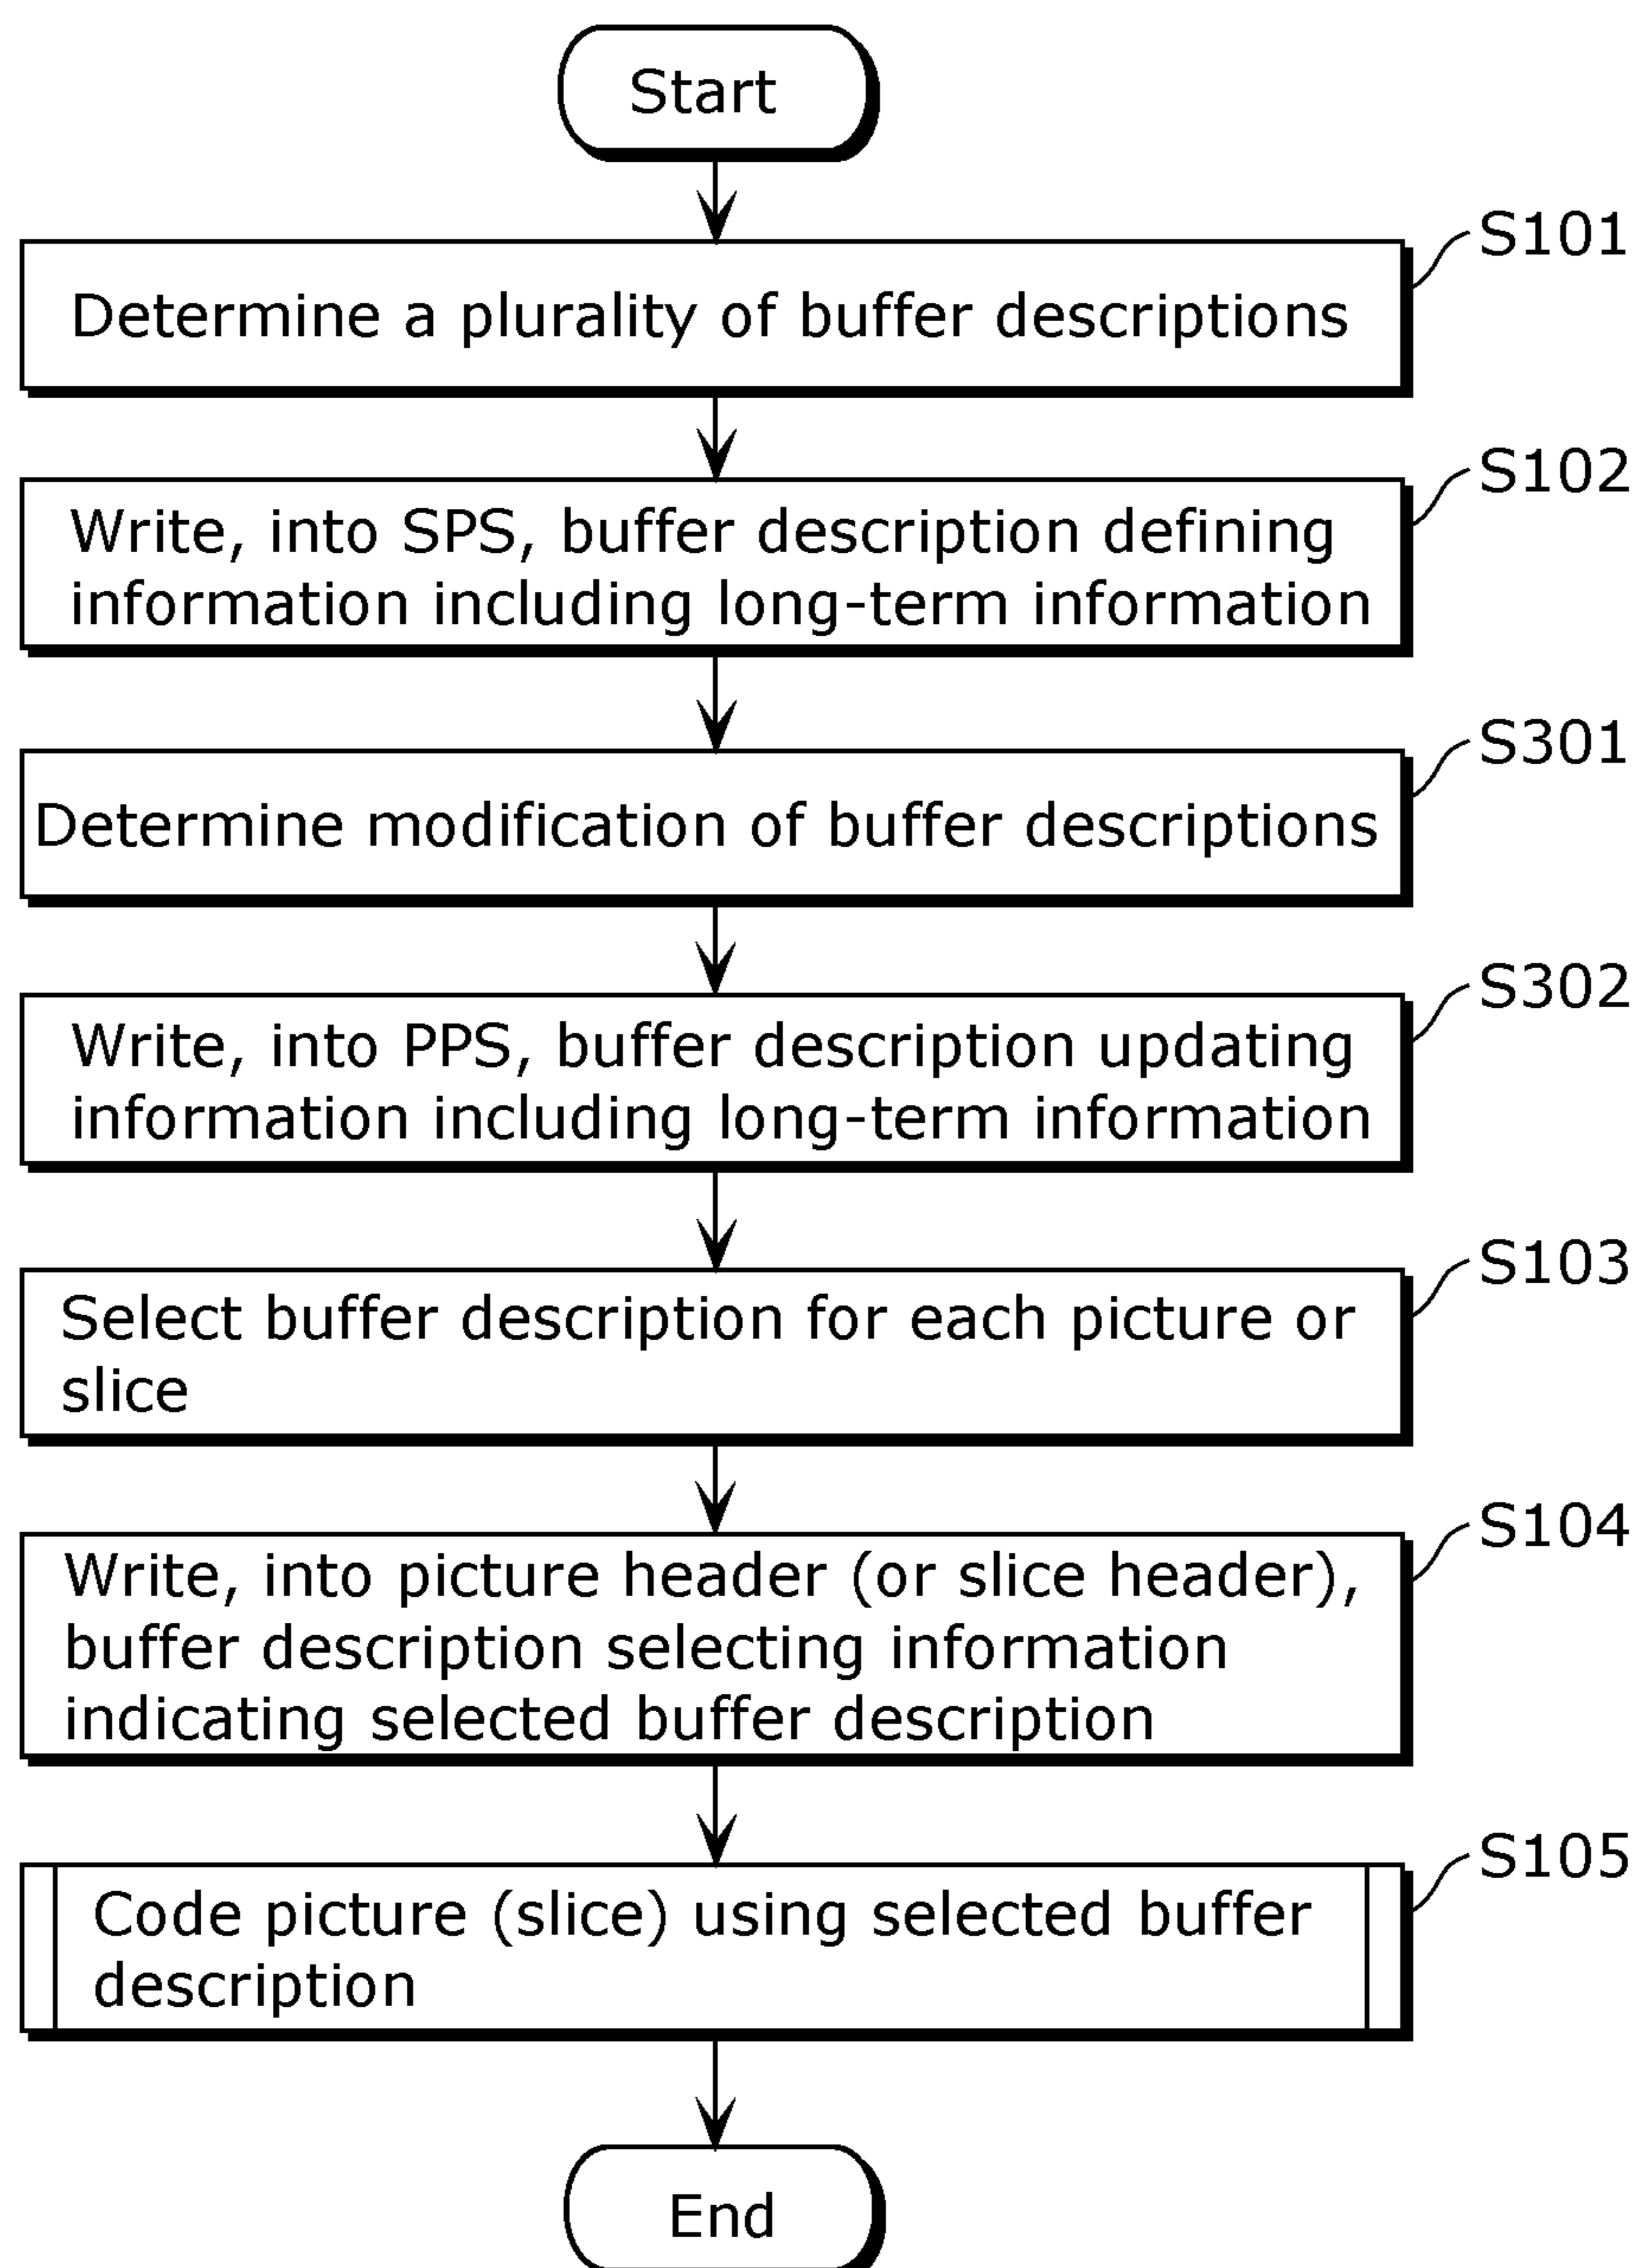 Start
S101
Determine a plurality of buffer descriptions
S102
Write, into SPS, buffer description defining
information including long-term information
S301
Determine modification of buffer descriptions
S302
Write, into PPS, buffer description updating
information including long-term information
S103
Select buffer description for each picture or
slice
S104
Write, into picture header (or slice header),
buffer description selecting information
indicating selected buffer description
S105
Code picture (slice) using selected buffer
description
End